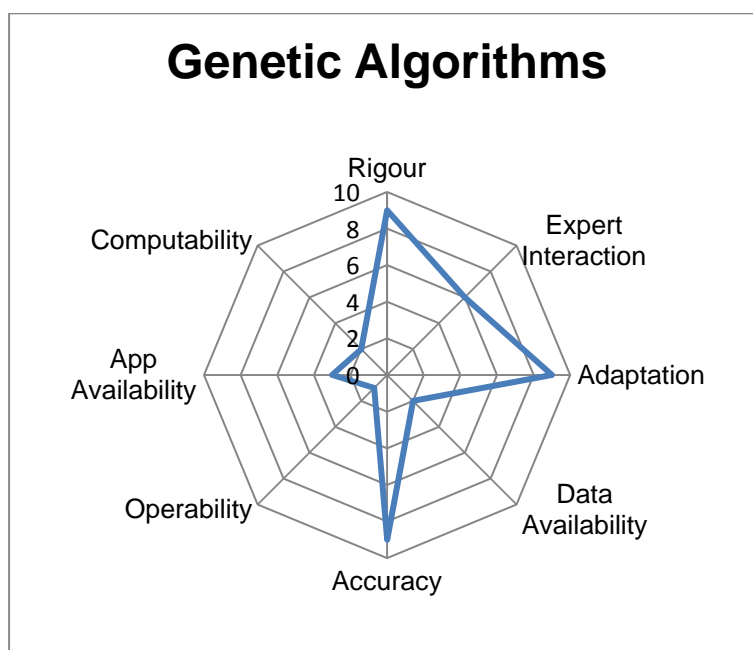 Genetic Algorithms
Rigour
10
Computability
8
Expert
Interaction
6
4
2
App
Availability
0
Adaptation
Operability
Data
Availability
Accuracy